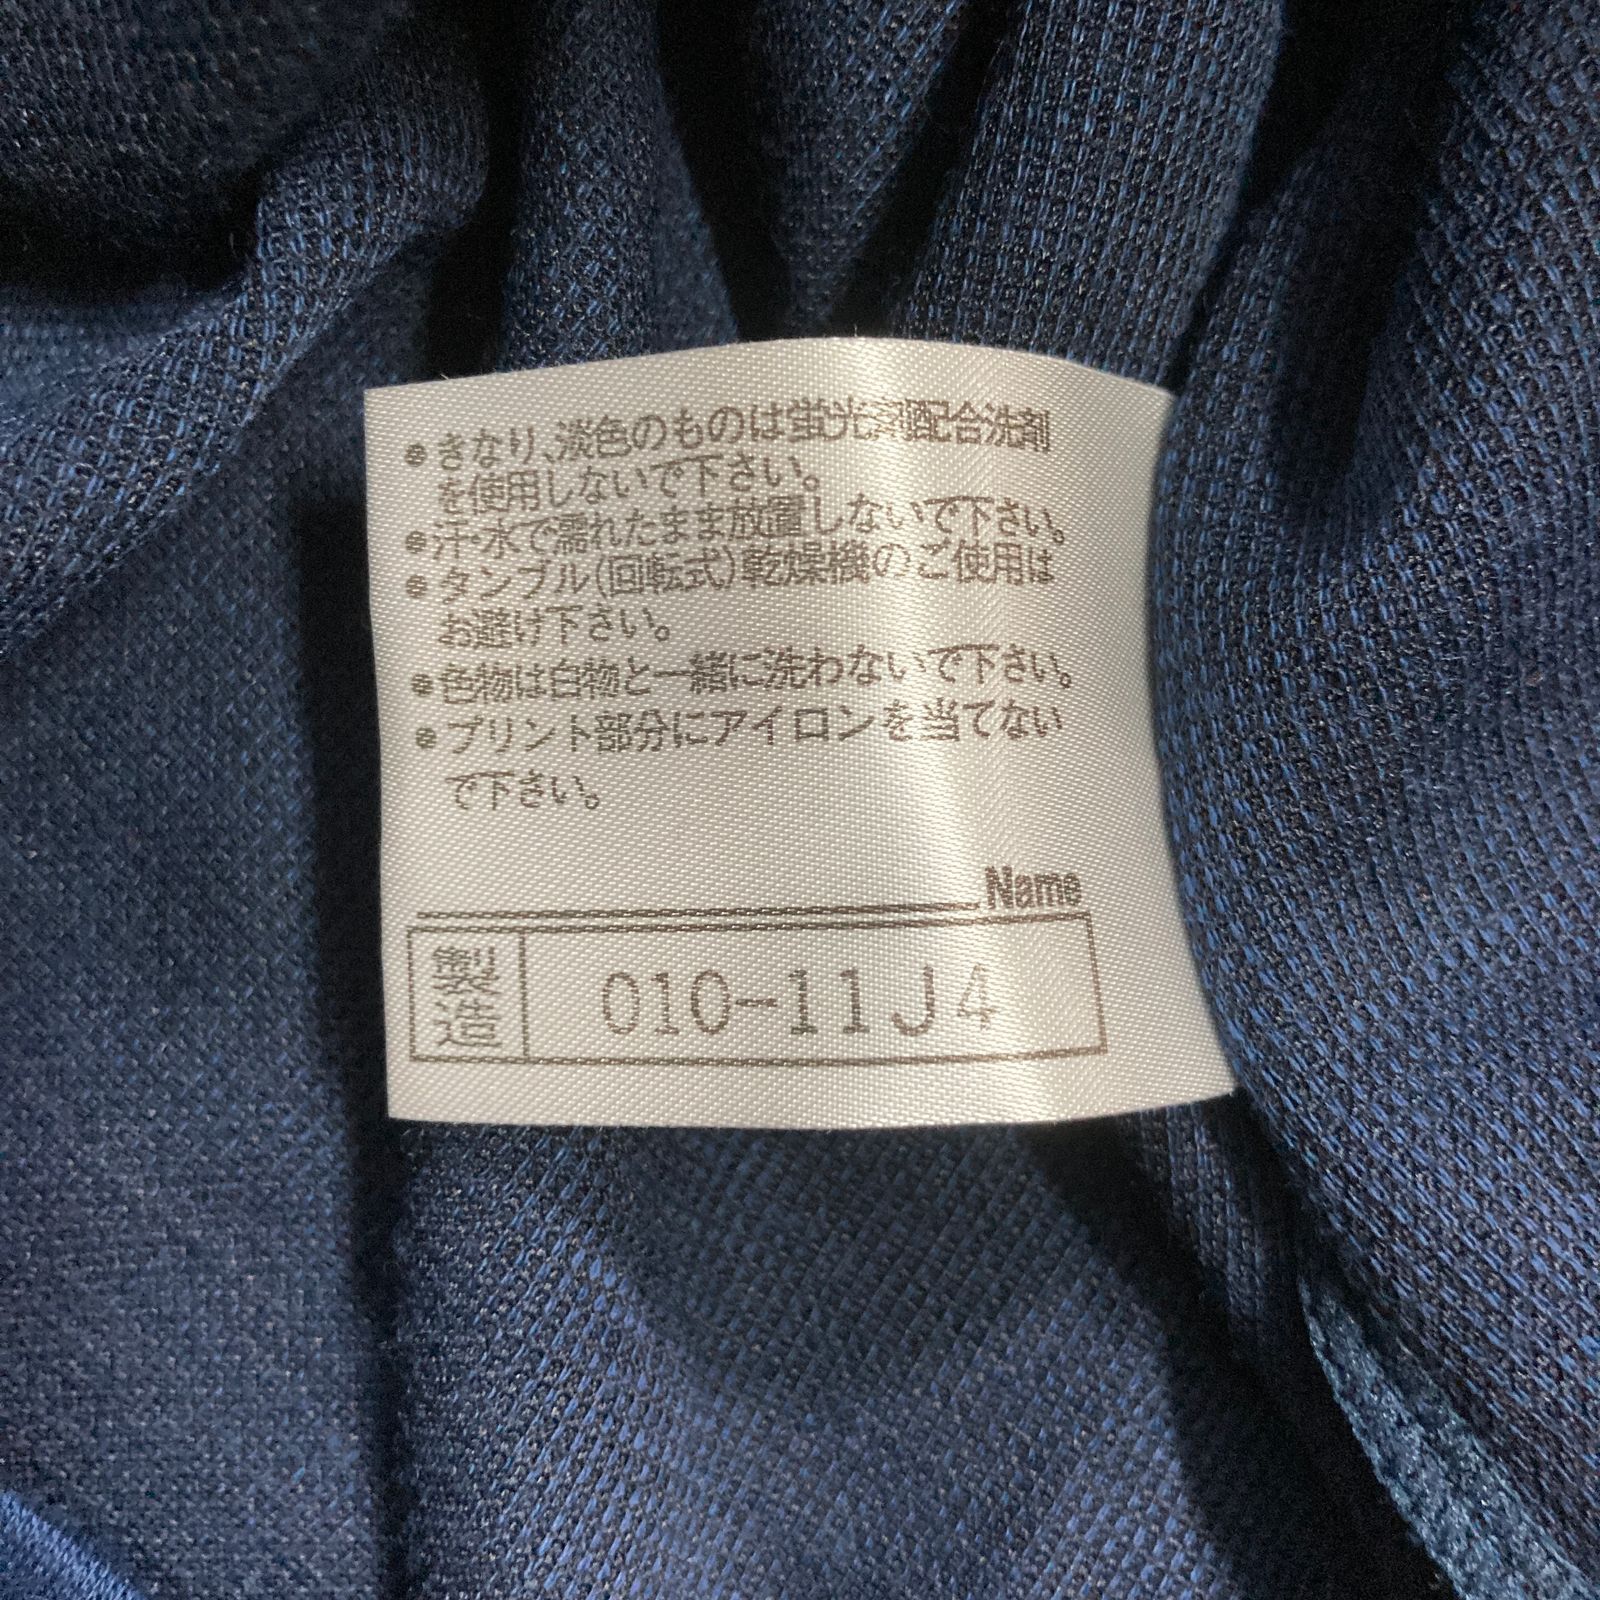 ●きなり、淡色のものは蛍光剤配合洗剤
を使用しないで下さい。
●汗・水で濡れたまま放置しないで下さい。
●タンブル(回転式)乾燥機のご使用は
お避け下さい。
●色物は白物と一緒に洗わないで下さい。
●プリント部分にアイロンを当てない
で下さい。
Name
製造 010-11J4